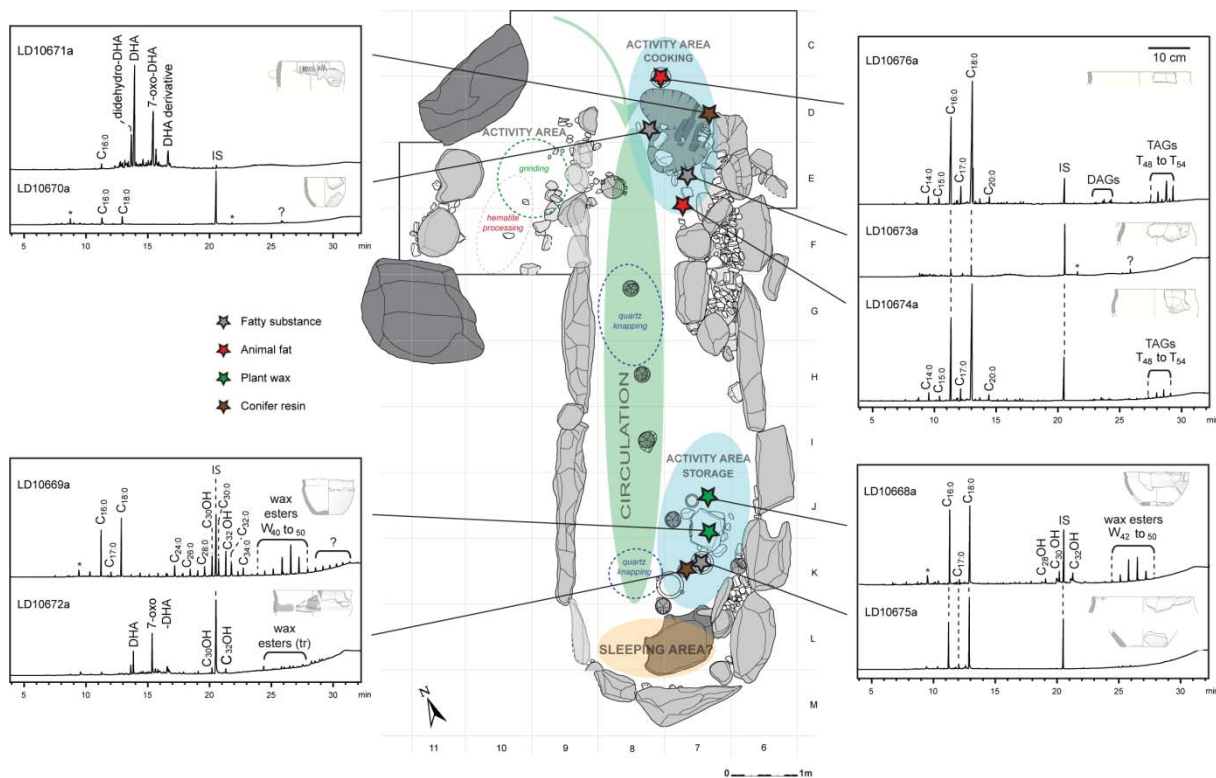 LD10671a
C16:0
didehydro-DHA
DHA
7-oxo-DHA
DHA derivative
IS
LD10670a
*
C16:0
C18:0
*
?
5
10
15
20
25
30
min
Fatty substance
Animal fat
Plant wax
Conifer resin
LD10669a
*
C16:0
C17:0
C18:0
C24:0
C26:0
C28:0
C30OH
IS
C30:0
C32OH
C32:0
C34:0
wax
esters
W40 to 50
?
LD10672a
DHA
7-oxo
-DHA
C30OH
C32OH
wax
esters (tr)
5
10
15
20
25
30
min
ACTIVITY AREA
COOKING
ACTIVITY AREA
grinding
hematite
processing
quartz
knapping
CIRCULATION
ACTIVITY AREA
STORAGE
quartz
knapping
SLEEPING AREA?
C
D
E
F
G
H
I
J
K
L
M
N
11
10
9
8
7
6
0
1m
LD10676a
10 cm
C14:0
C15:0
C16:0
C17:0
C18:0
C20:0
IS
DAGs
TAGs
T48 to T54
LD10673a
*
?
LD10674a
C14:0
C15:0
C17:0
C20:0
TAGs
T48 to T54
5
10
15
20
25
30
min
LD10668a
*
C16:0
C17:0
C18:0
C28OH
C30OH
IS
C32OH
wax esters
W42 to 50
LD10675a
5
10
15
20
25
30
min